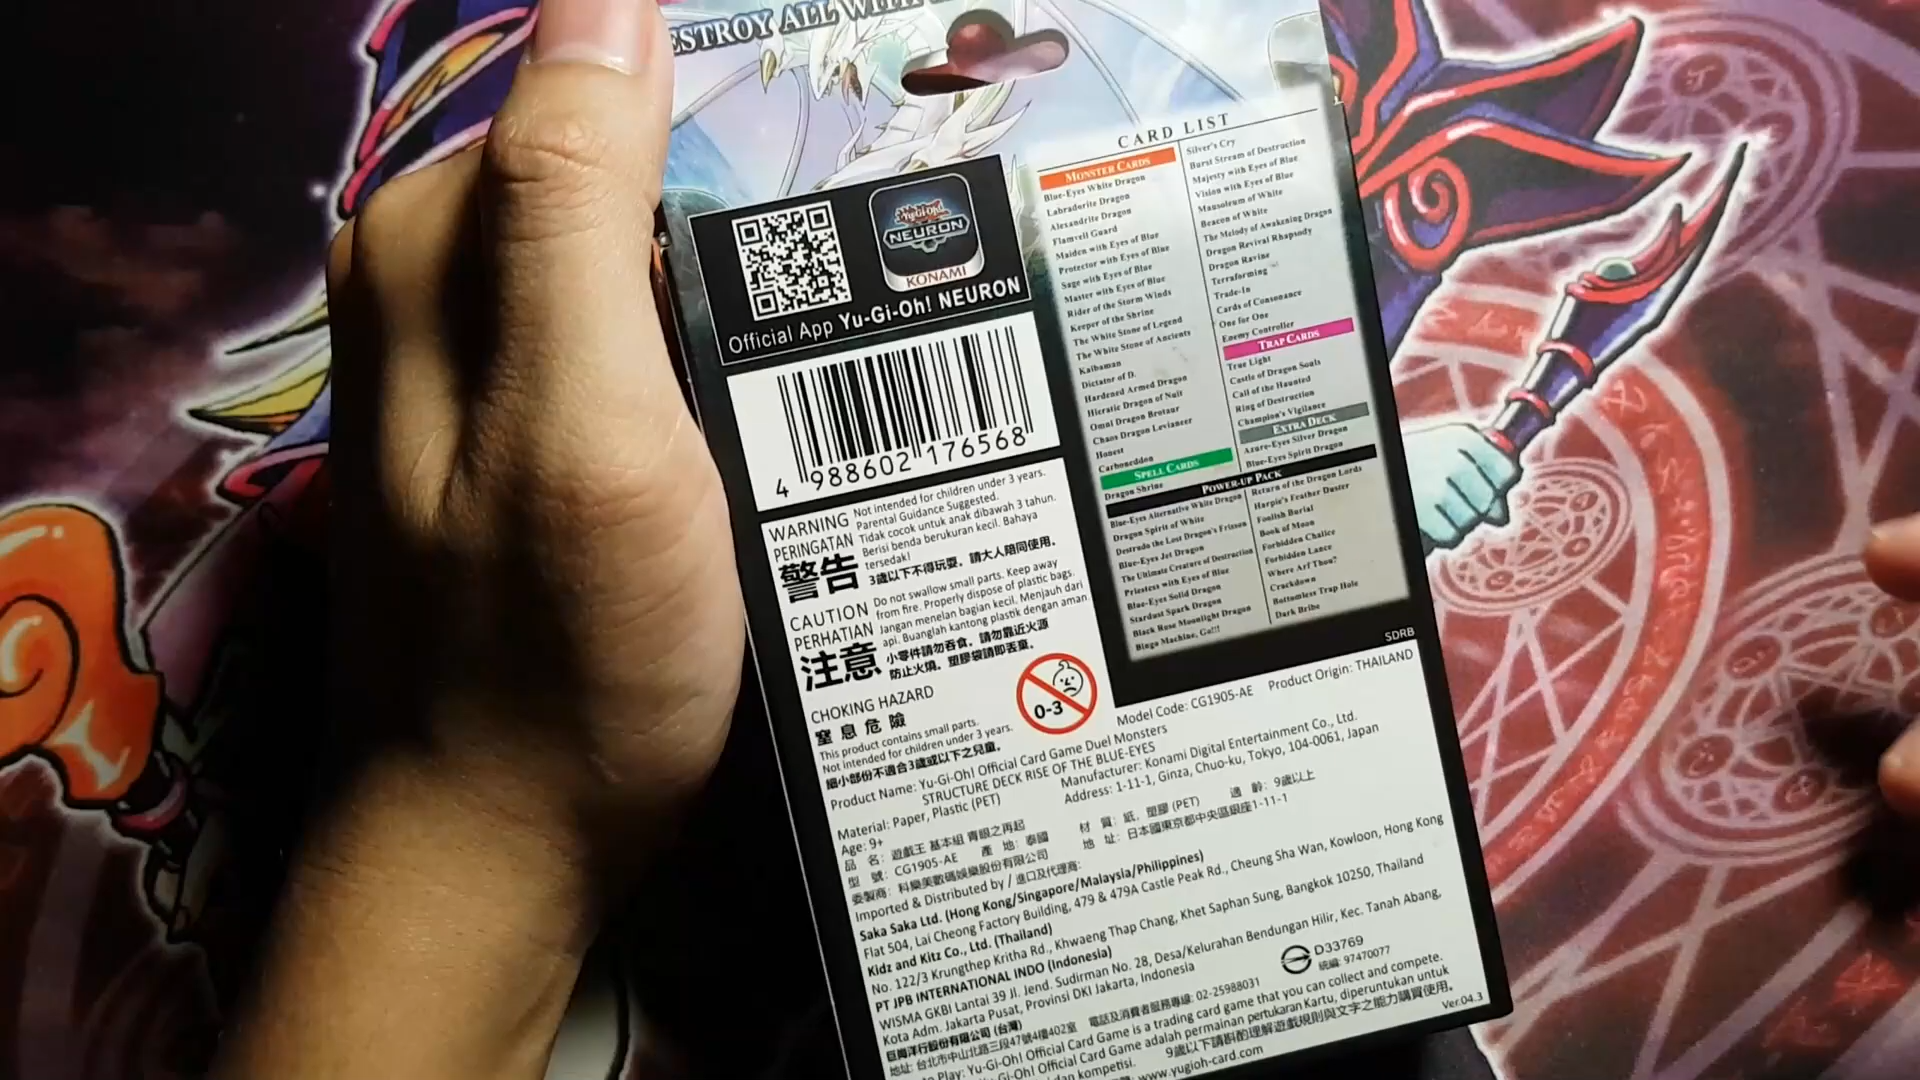 ESTROY ALL WITH
Yu-Gi-Oh!
NEURON
KONAMI
Official App Yu-Gi-Oh! NEURON
4 988602 176568
CARD LIST
MONSTER CARDS
Blue-Eyes White Dragon
Labradorite Dragon
Alexandrite Dragon
Flamvell Guard
Maiden with Eyes of Blue
Protector with Eyes of Blue
Sage with Eyes of Blue
Master with Eyes of Blue
Rider of the Storm Winds
Keeper of the Shrine
The White Stone of Legend
The White Stone of Ancients
Kaibaman
Dictator of D.
Hardened Armed Dragon
Hieratic Dragon of Nuit
Omni Dragon Brotaur
Chaos Dragon Levianeer
Honest
Carboneddon
SPELL CARDS
Dragon Shrine
Silver's Cry
Burst Stream of Destruction
Majesty with Eyes of Blue
Vision with Eyes of Blue
Mausoleum of White
Beacon of White
The Melody of Awakening Dragon
Dragon Revival Rhapsody
Dragon Ravine
Terraforming
Trade-In
Cards of Consonance
One for One
Enemy Controller
TRAP CARDS
True Light
Castle of Dragon Souls
Call of the Haunted
Ring of Destruction
Champion's Vigilance
EXTRA DECK
Azure-Eyes Silver Dragon
Blue-Eyes Spirit Dragon
POWER-UP PACK
Blue-Eyes Alternative White Dragon
Dragon Spirit of White
Destrudo the Lost Dragon's Frisson
Blue-Eyes Jet Dragon
The Ultimate Creature of Destruction
Priestess with Eyes of Blue
Blue-Eyes Solid Dragon
Stardust Spark Dragon
Black Rose Moonlight Dragon
Bingo Machine, Go!!!
Return of the Dragon Lords
Harpie's Feather Duster
Foolish Burial
Book of Moon
Forbidden Chalice
Forbidden Lance
Where Arf Thou?
Crackdown
Bottomless Trap Hole
Dark Bribe
SDRB
WARNING
PERINGATAN
警告
Not intended for children under 3 years.
Parental Guidance Suggested.
Tidak cocok untuk anak dibawah 3 tahun.
Berisi benda berukuran kecil. Bahaya
tersedak!
3歲以下不得玩耍。請大人陪同使用。
CAUTION
PERHATIAN
注意
Do not swallow small parts. Keep away
from fire. Properly dispose of plastic bags.
Jangan menelan bagian kecil. Menjauh dari
api. Buanglah kantong plastik dengan aman.
小零件請勿吞食。請勿靠近火源
防止火燒。塑膠袋請即丟棄。
CHOKING HAZARD
窒息危險
This product contains small parts.
Not intended for children under 3 years.
細小部份不適合3歲或以下之兒童。
0-3
Model Code: CG1905-AE Product Origin: THAILAND
Product Name: Yu-Gi-Oh! Official Card Game Duel Monsters
STRUCTURE DECK RISE OF THE BLUE-EYES
Material: Paper, Plastic (PET)
Manufacturer: Konami Digital Entertainment Co., Ltd.
Age: 9+
Address: 1-11-1, Ginza, Chuo-ku, Tokyo, 104-0061, Japan
品 名: 遊戲王 基本組 青眼之再起
材 質: 紙、塑膠 (PET) 適 齡: 9歲以上
型 號: CG1905-AE 產 地: 泰國
地 址: 日本國東京都中央區銀座1-11-1
委製商: 科樂美數碼娛樂股份有限公司
Imported & Distributed by / 進口及代理商:
Saka Saka Ltd. (Hong Kong/Singapore/Malaysia/Philippines)
Flat 504, Lai Cheong Factory Building, 479 & 479A Castle Peak Rd., Cheung Sha Wan, Kowloon, Hong Kong
Kidz and Kitz Co., Ltd. (Thailand)
No. 122/3 Krungthep Kritha Rd., Khwaeng Thap Chang, Khet Saphan Sung, Bangkok 10250, Thailand
PT JPB INTERNATIONAL INDO (Indonesia)
WISMA GKBI Lantai 39 Jl. Jend. Sudirman No. 28, Desa/Kelurahan Bendungan Hilir, Kec. Tanah Abang,
Kota Adm. Jakarta Pusat, Provinsi DKI Jakarta, Indonesia
D33769
統編: 97470077
洋行股份有限公司 (台灣)
地址: 台北市中山北路三段47號4樓402室 電話及消費者服務專線: 02-25988031
Play: Yu-Gi-Oh! Official Card Game is a trading card game that you can collect and compete.
Yu-Gi-Oh! Official Card Game adalah permainan pertukaran Kartu, diperuntukan untuk
dan kompetisi. 9歲以下請斟酌理解遊戲規則與文字之能力購買使用。
www.yugioh-card.com
Ver.04.3